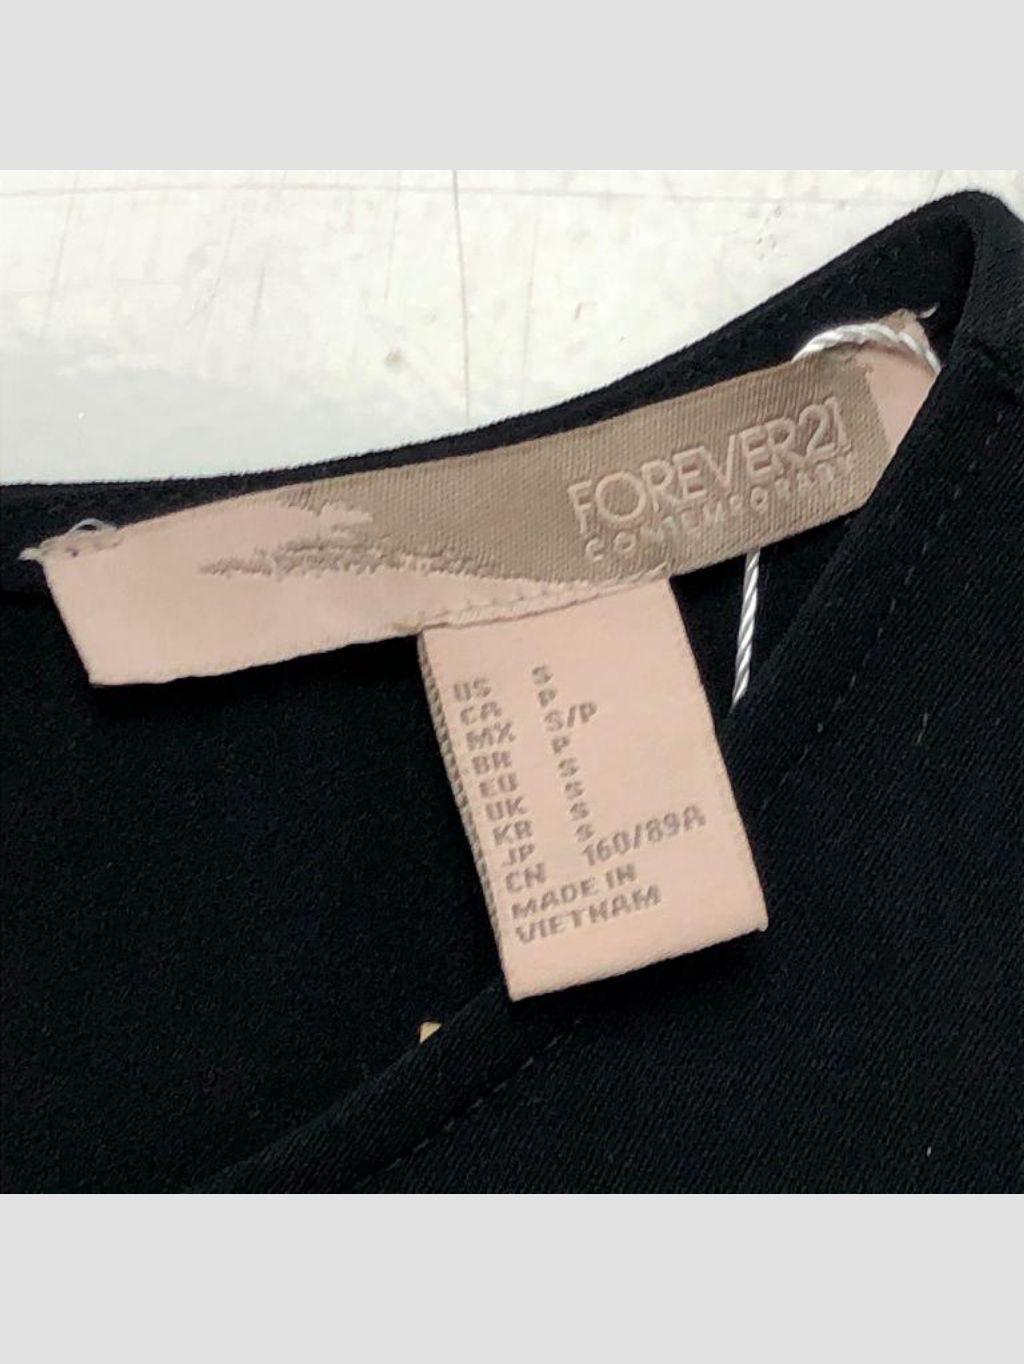 FOREVER21
CONTEMPORARY
US S
CA P
MX S/P
BR P
EU S
UK S
KR S
JP S
CN 160/89A
MADE IN
VIETNAM